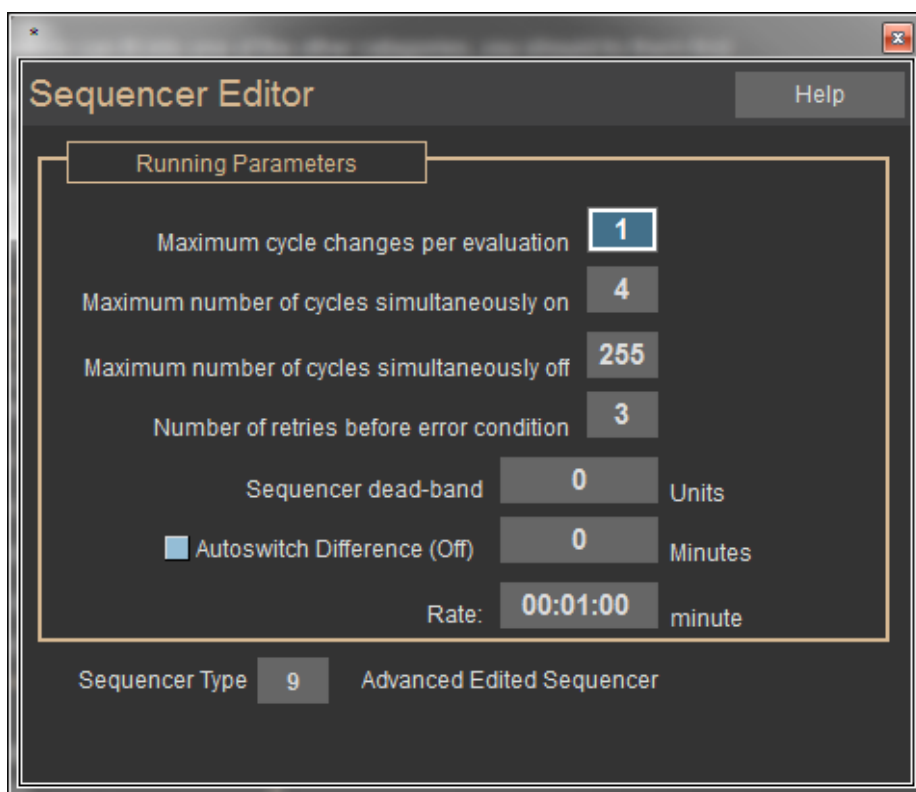 *
Sequencer Editor
Help
Running Parameters
Maximum cycle changes per evaluation 1
Maximum number of cycles simultaneously on 4
Maximum number of cycles simultaneously off 255
Number of retries before error condition 3
Sequencer dead-band 0 Units
Autoswitch Difference (Off) 0 Minutes
Rate: 00:01:00 minute
Sequencer Type 9 Advanced Edited Sequencer